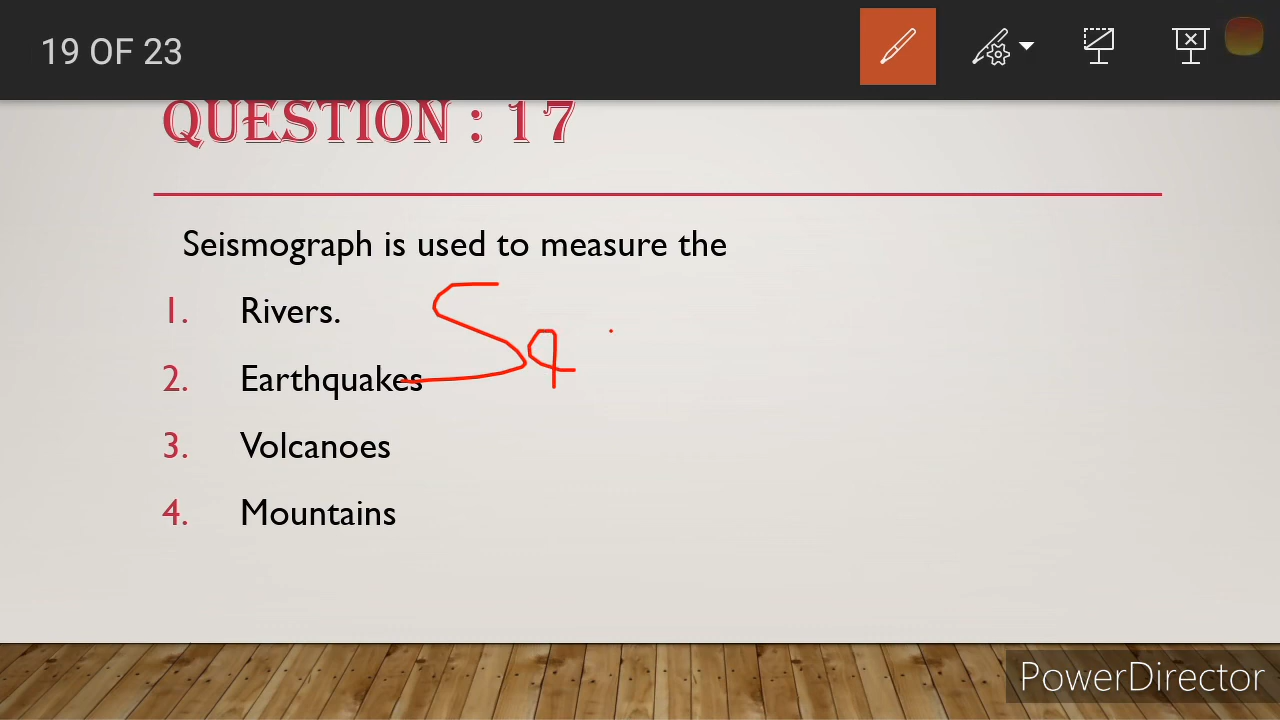 19 OF 23
QUESTION : 17
Seismograph is used to measure the
1. Rivers.
2. Earthquakes
3. Volcanoes
4. Mountains
PowerDirector